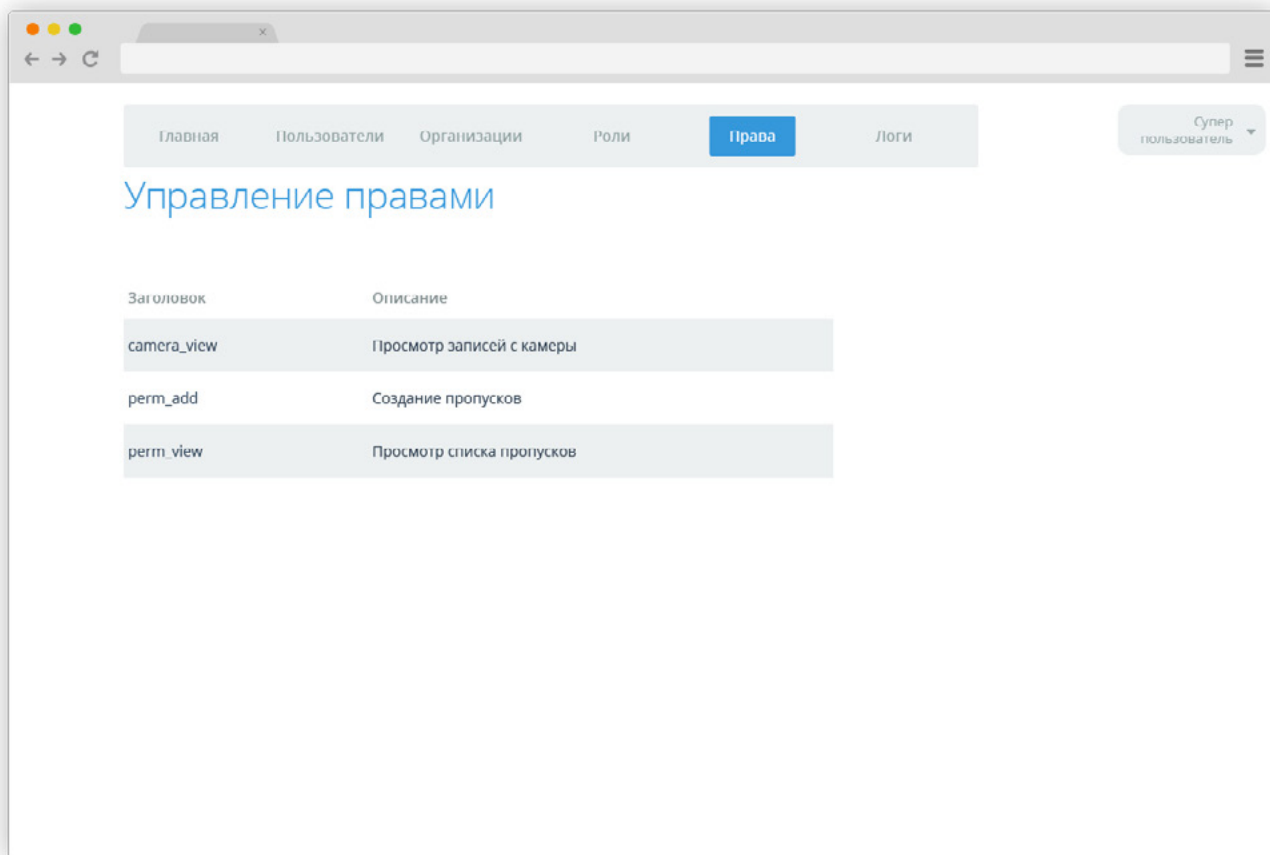 Главная Пользователи Организации Роли Права Логи
Супер
пользователь
Управление правами
Заголовок Описание
camera_view Просмотр записей с камеры
perm_add Создание пропусков
perm_view Просмотр списка пропусков